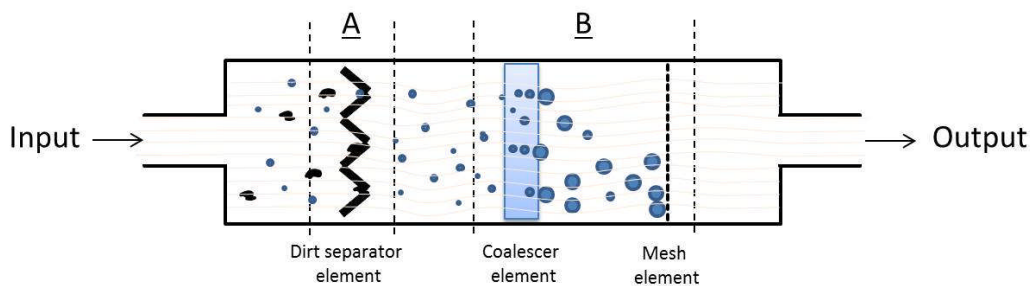 A
B
Input
Output
Dirt separator
element
Coalescer
element
Mesh
element